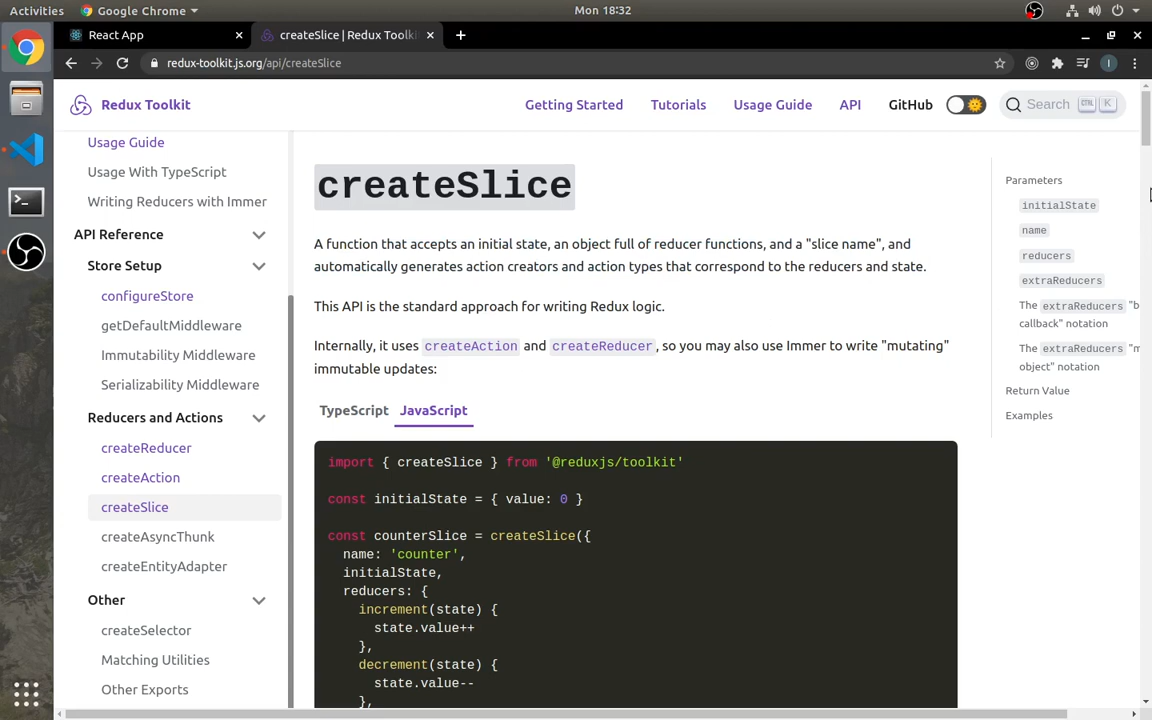 Activities
Google Chrome
Mon 18:32
React App
createSlice | Redux Toolki
redux-toolkit.js.org/api/createSlice
I
Redux Toolkit
Getting Started
Tutorials
Usage Guide
API
GitHub
Search
CTRL
K
Usage Guide
Usage With TypeScript
Writing Reducers with Immer
API Reference
Store Setup
configureStore
getDefaultMiddleware
Immutability Middleware
Serializability Middleware
Reducers and Actions
createReducer
createAction
createSlice
createAsyncThunk
createEntityAdapter
Other
createSelector
Matching Utilities
Other Exports
createSlice
A function that accepts an initial state, an object full of reducer functions, and a "slice name", and
automatically generates action creators and action types that correspond to the reducers and state.
This API is the standard approach for writing Redux logic.
Internally, it uses createAction and createReducer, so you may also use Immer to write "mutating"
immutable updates:
TypeScript
JavaScript
import { createSlice } from '@reduxjs/toolkit'
const initialState = { value: 0 }
const counterSlice = createSlice({
name: 'counter',
initialState,
reducers: {
increment(state) {
state.value++
},
decrement(state) {
state.value--
},
Parameters
initialState
name
reducers
extraReducers
The extraReducers "b
callback" notation
The extraReducers "m
object" notation
Return Value
Examples